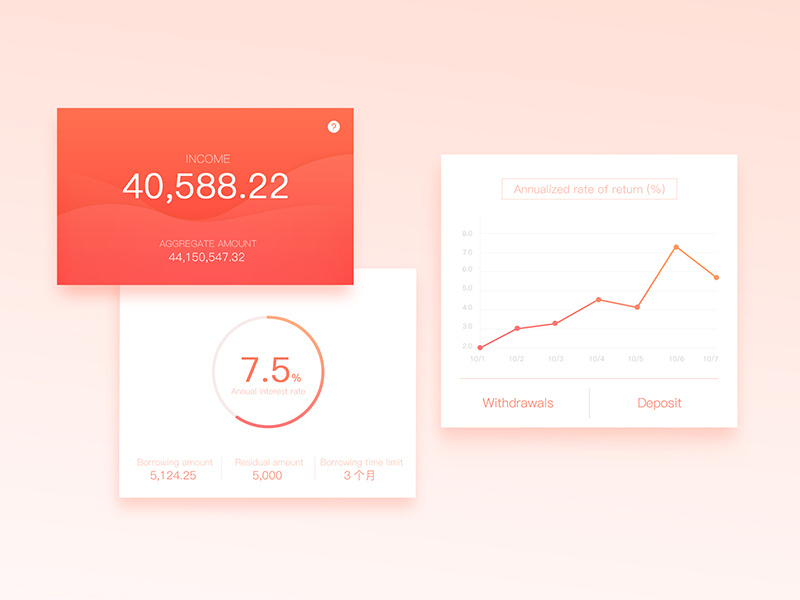 ?
INCOME
40,588.22
AGGREGATE AMOUNT
44,150,547.32
7.5%
Annual interest rate
Borrowing amount
5,124.25
Residual amount
5,000
Borrowing time limit
3 个月
Annualized rate of return (%)
8.0
7.0
6.0
5.0
4.0
3.0
2.0
10/1 10/2 10/3 10/4 10/5 10/6 10/7
Withdrawals Deposit